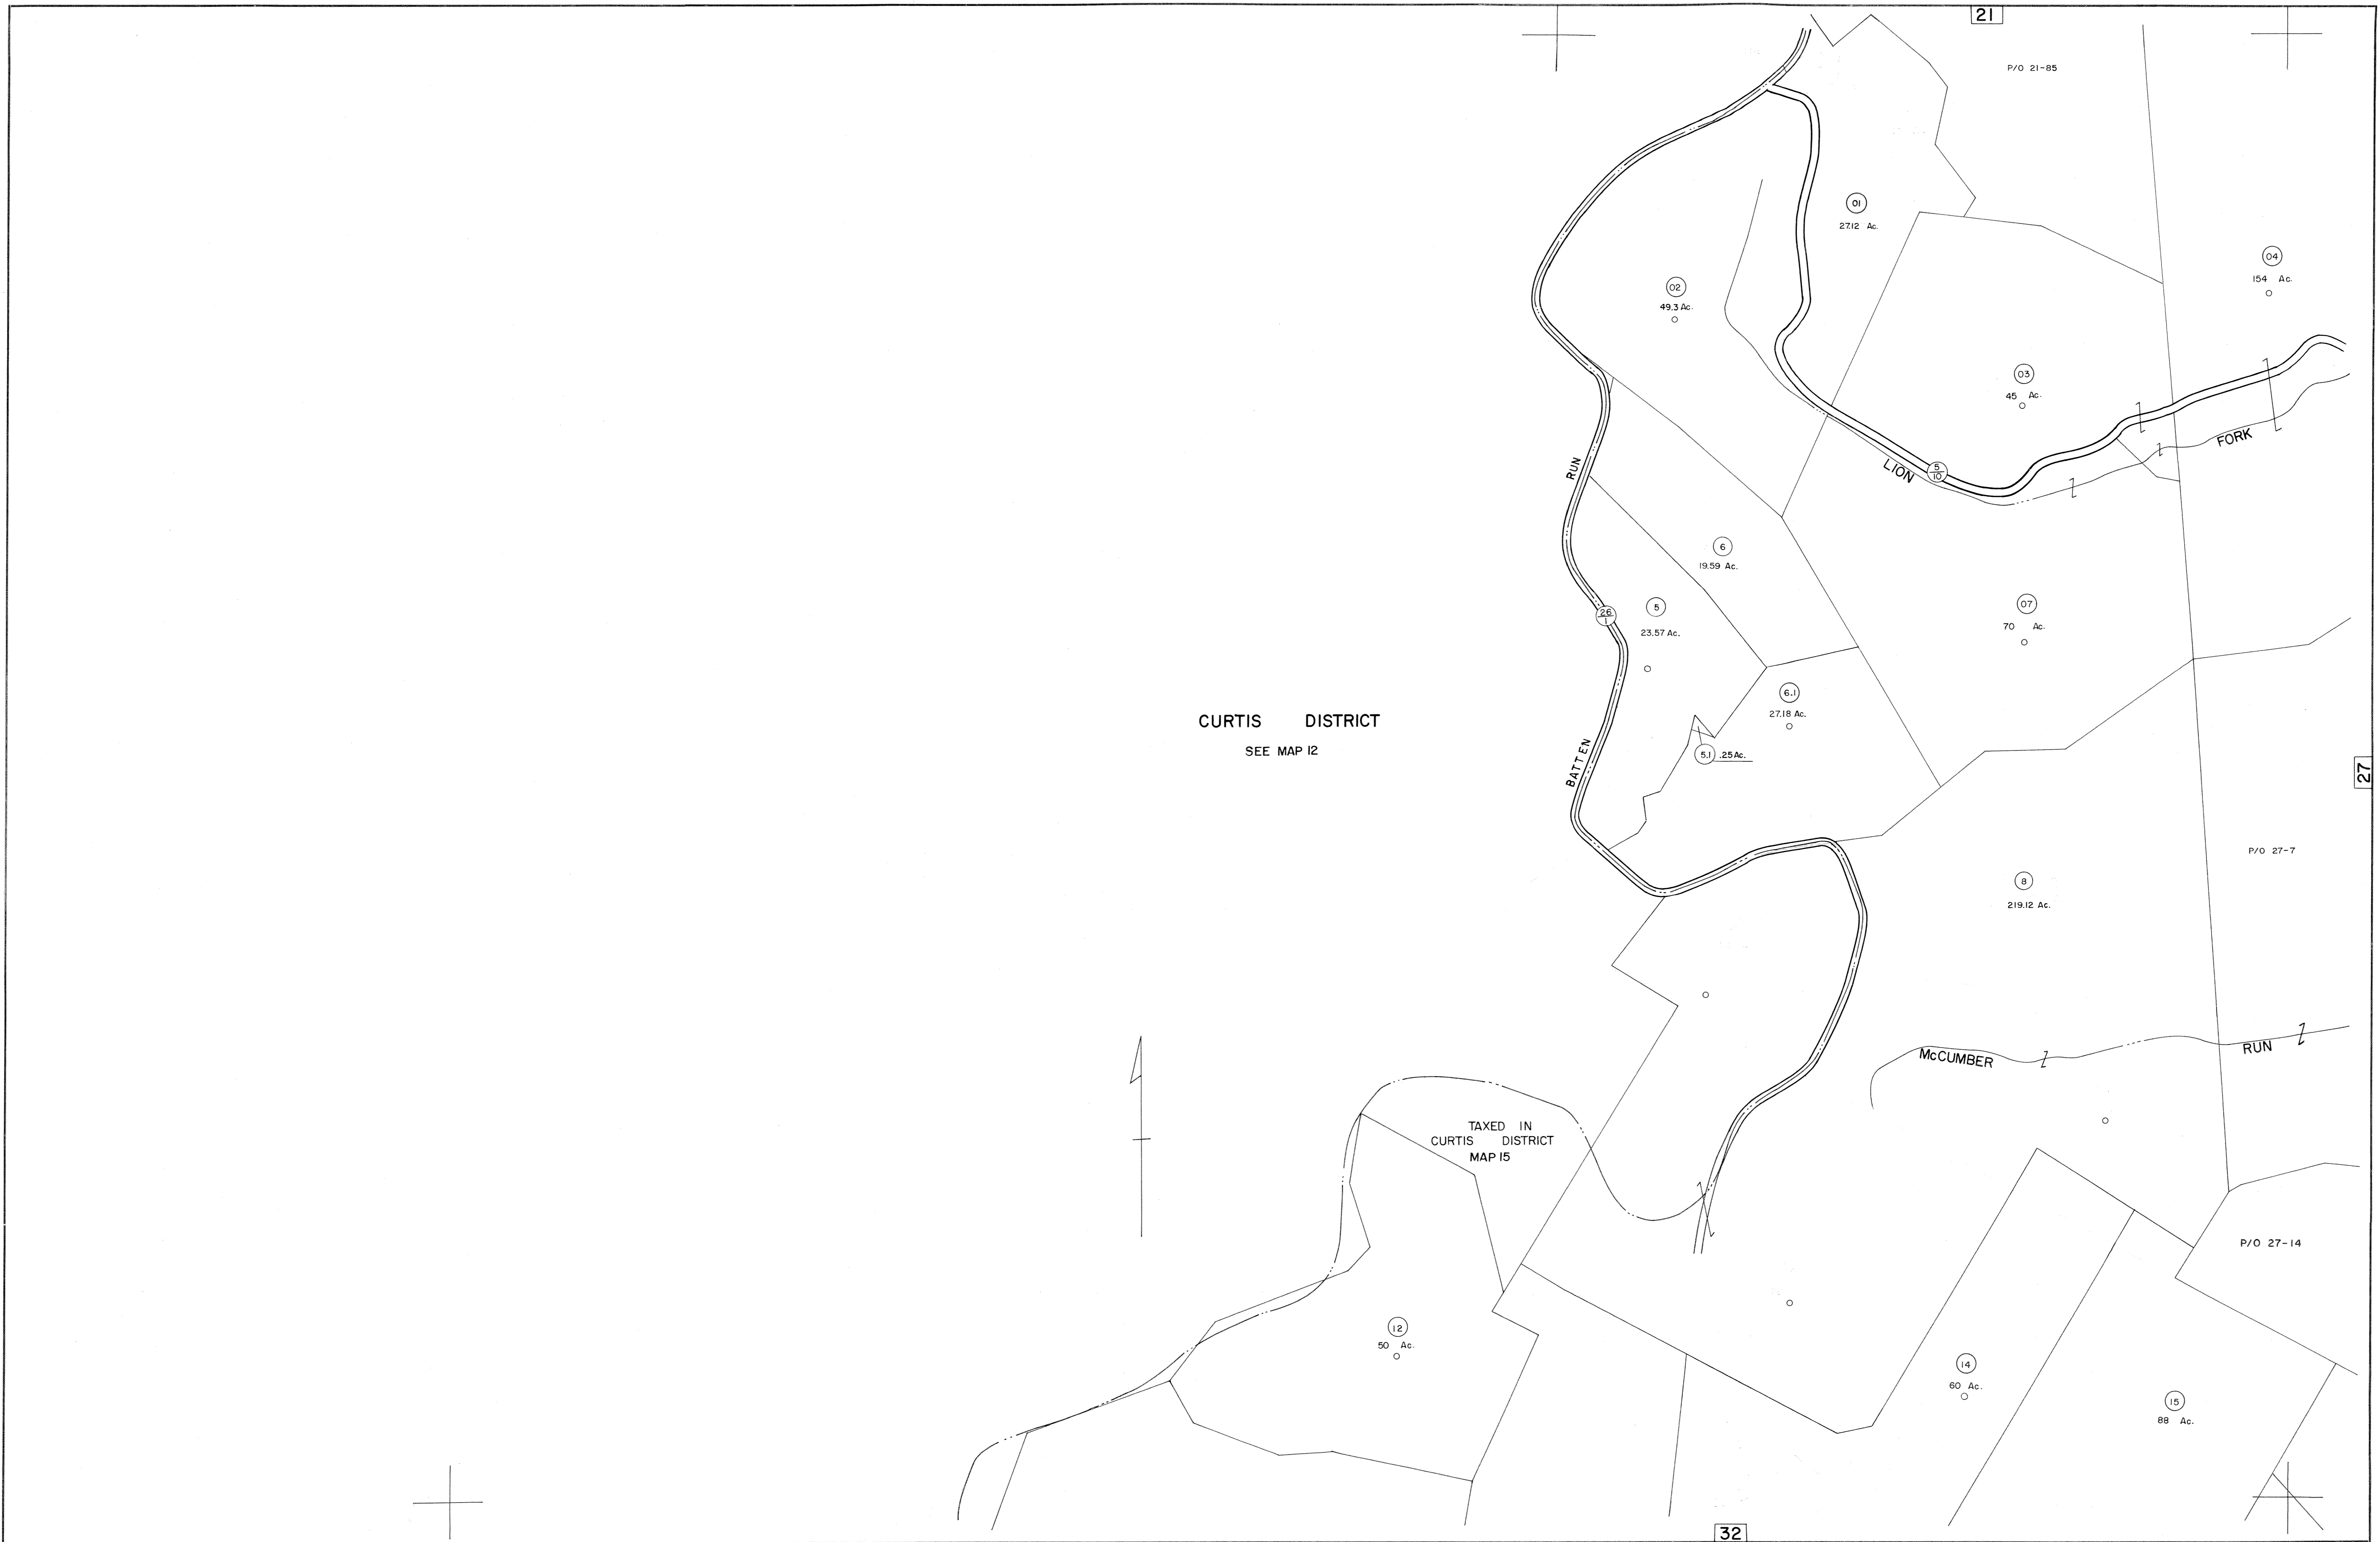 21
P/O 21-85
01
27.12 Ac.
04
154 Ac.
02
49.3 Ac.
03
45 Ac.
FORK
LION
5
10
RUN
6
19.59 Ac.
26
1
5
23.57 Ac.
07
70 Ac.
6.1
27.18 Ac.
CURTIS DISTRICT
SEE MAP 12
BATTEN
5.1 .25 Ac.
27
P/O 27-7
8
219.12 Ac.
McCUMBER
RUN
TAXED IN
CURTIS DISTRICT
MAP 15
P/O 27-14
12
50 Ac.
14
60 Ac.
15
88 Ac.
32